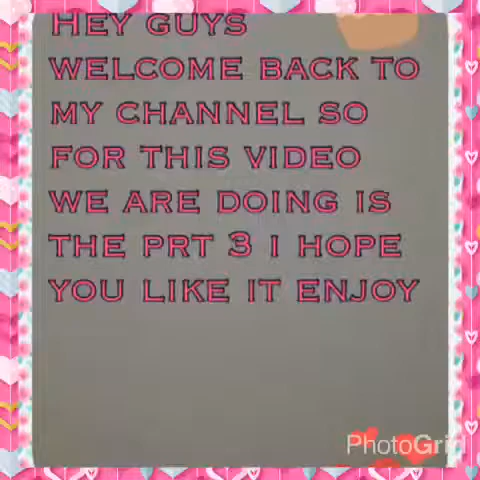 Hey guys
welcome back to
my channel so
for this video
we are doing is
the prt 3 i hope
you like it enjoy
PhotoGrid